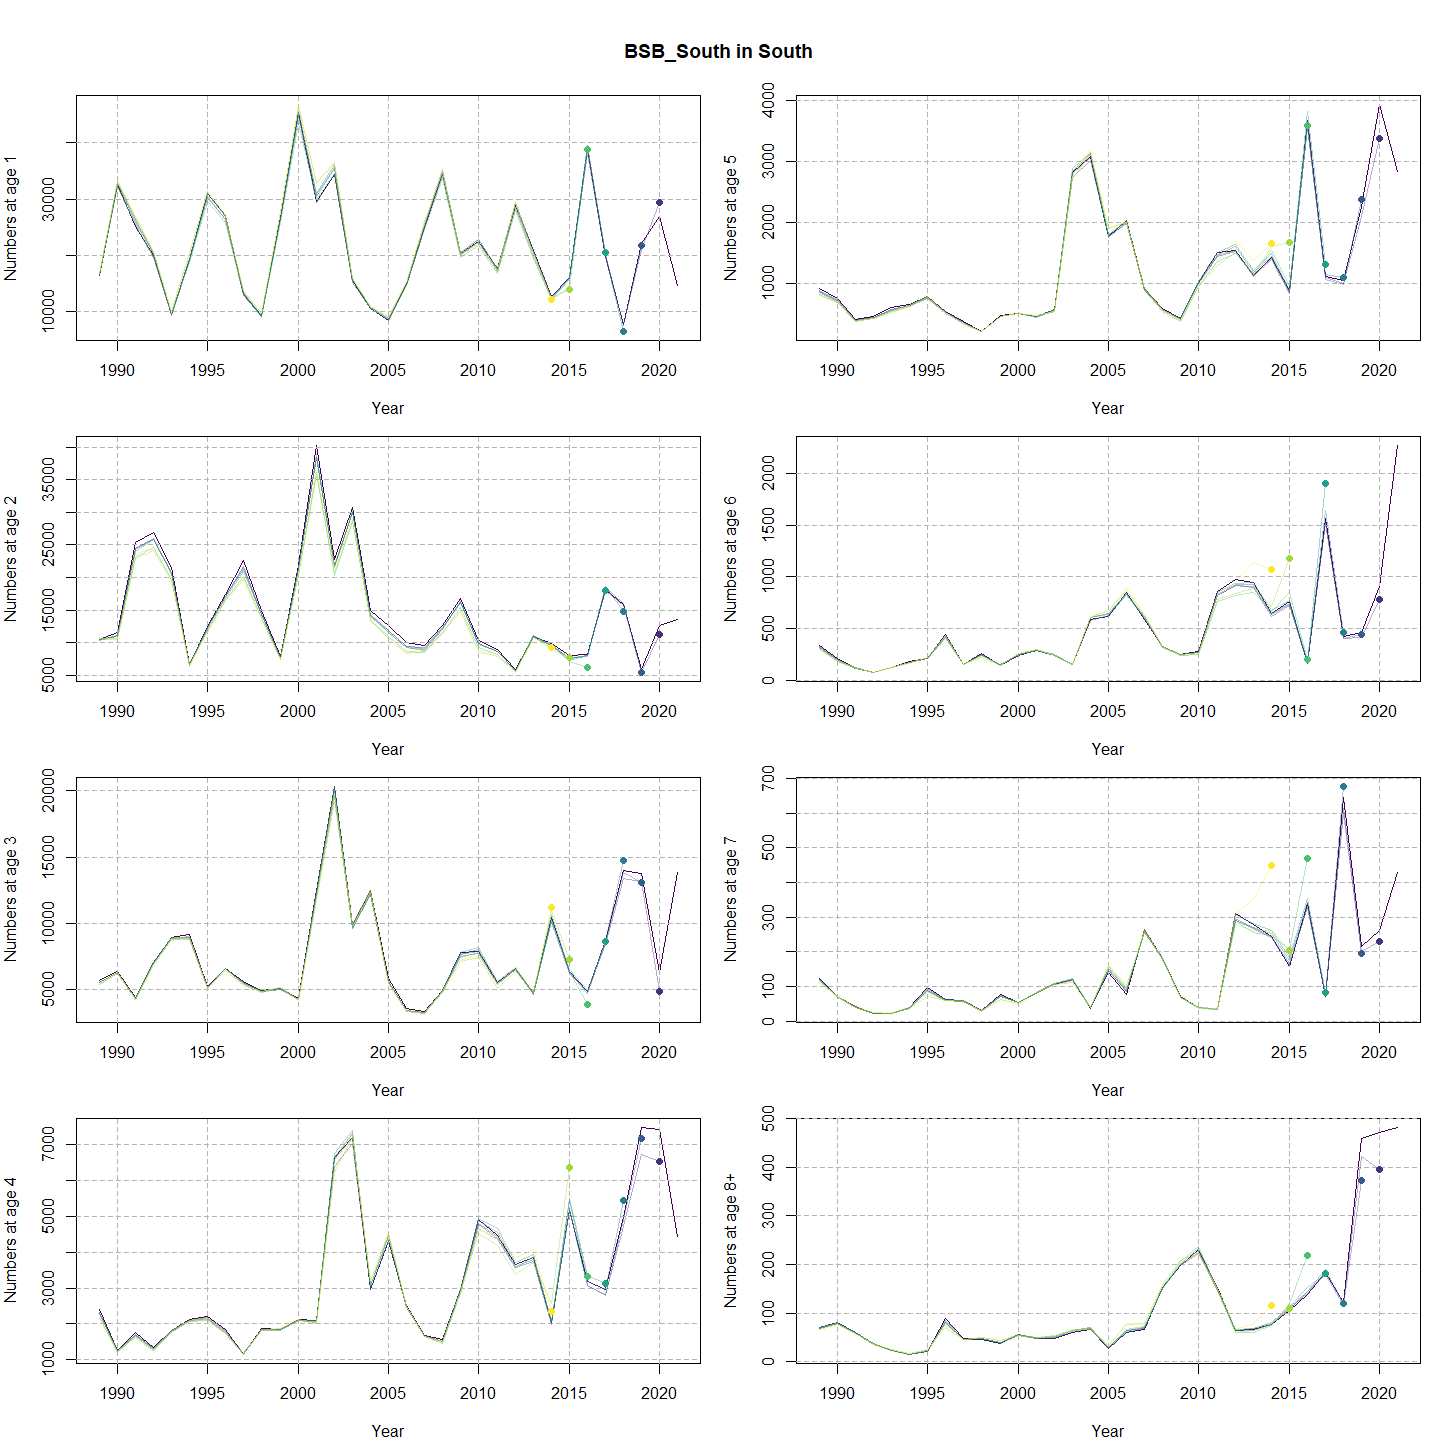 BSB_South in South
Numbers at age 1
10000 30000
1990 1995 2000 2005 2010 2015 2020
Year
Numbers at age 5
1000 2000 3000 4000
1990 1995 2000 2005 2010 2015 2020
Year
Numbers at age 2
5000 15000 25000 35000
1990 1995 2000 2005 2010 2015 2020
Year
Numbers at age 6
0 500 1000 1500 2000
1990 1995 2000 2005 2010 2015 2020
Year
Numbers at age 3
5000 10000 15000 20000
1990 1995 2000 2005 2010 2015 2020
Year
Numbers at age 7
0 100 300 500 700
1990 1995 2000 2005 2010 2015 2020
Year
Numbers at age 4
1000 3000 5000 7000
1990 1995 2000 2005 2010 2015 2020
Year
Numbers at age 8+
0 100 200 300 400 500
1990 1995 2000 2005 2010 2015 2020
Year